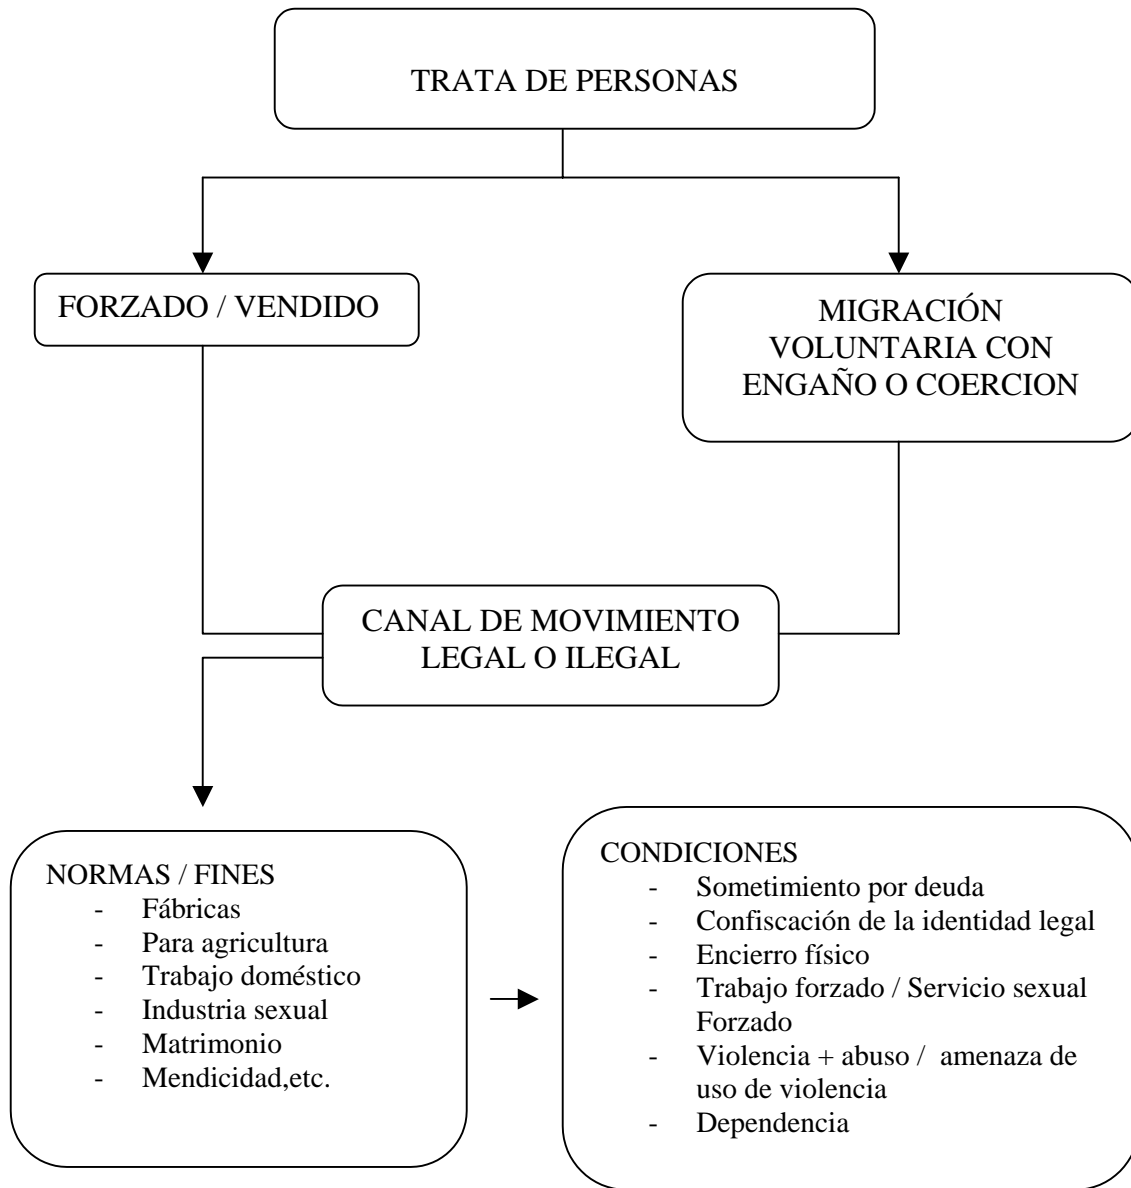 TRATA DE PERSONAS
FORZADO / VENDIDO
MIGRACIÓN
VOLUNTARIA CON
ENGAÑO O COERCION
CANAL DE MOVIMIENTO
LEGAL O ILEGAL
NORMAS / FINES
- Fábricas
- Para agricultura
- Trabajo doméstico
- Industria sexual
- Matrimonio
- Mendicidad,etc.
CONDICIONES
- Sometimiento por deuda
- Confiscación de la identidad legal
- Encierro físico
- Trabajo forzado / Servicio sexual
Forzado
- Violencia + abuso / amenaza de
uso de violencia
- Dependencia